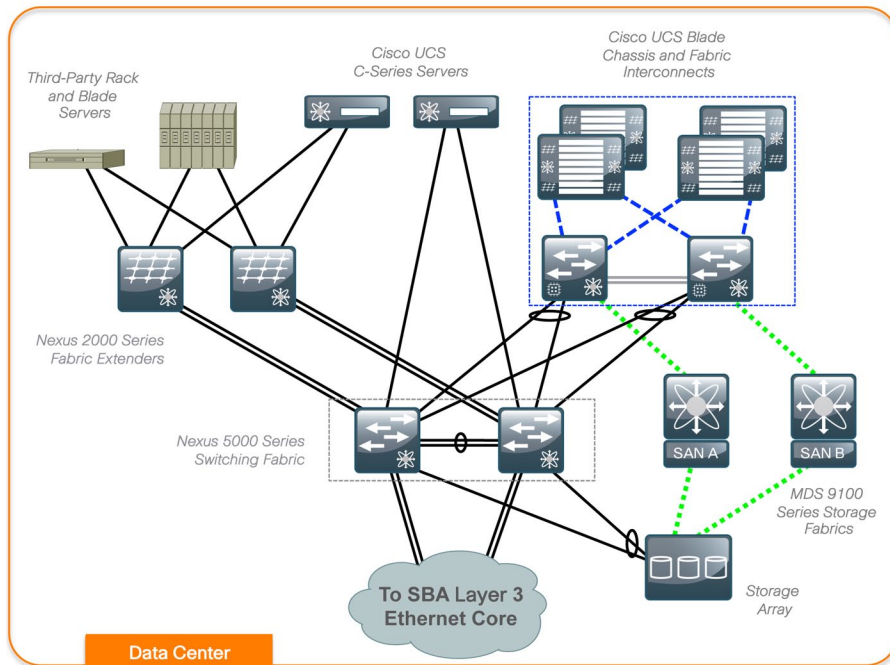 Third-Party Rack
and Blade
Servers
Cisco UCS
C-Series Servers
Cisco UCS Blade
Chassis and Fabric
Interconnects
Nexus 2000 Series
Fabric Extenders
Nexus 5000 Series
Switching Fabric
SAN A
SAN B
MDS 9100
Series Storage
Fabrics
Storage
Array
To SBA Layer 3
Ethernet Core
Data Center